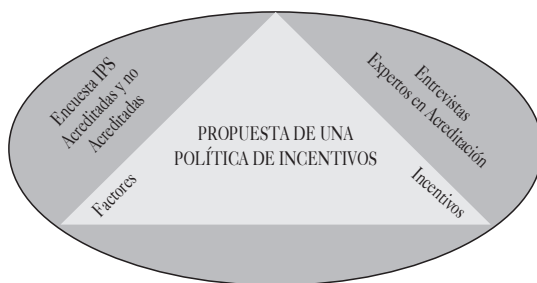 Encuesta IPS
Acreditadas y no
Acreditadas
Entrevistas
Expertos en Acreditación
PROPUESTA DE UNA
POLÍTICA DE INCENTIVOS
Factores
Incentivos